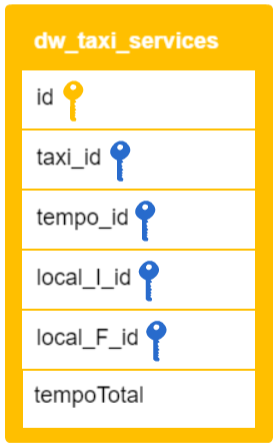 dw_taxi_services
id
taxi_id
tempo_id
local_I_id
local_F_id
tempoTotal